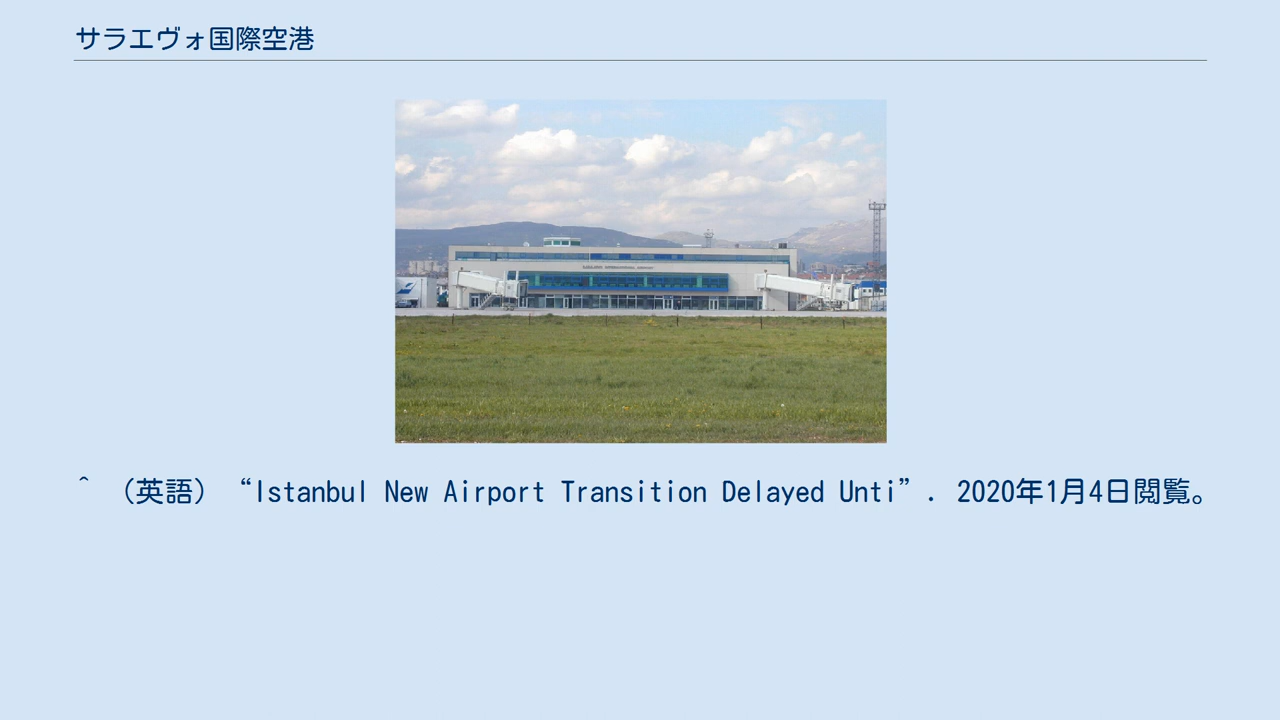 サラエヴォ国際空港
^ （英語） “Istanbul New Airport Transition Delayed Unti”. 2020年1月4日閲覧。